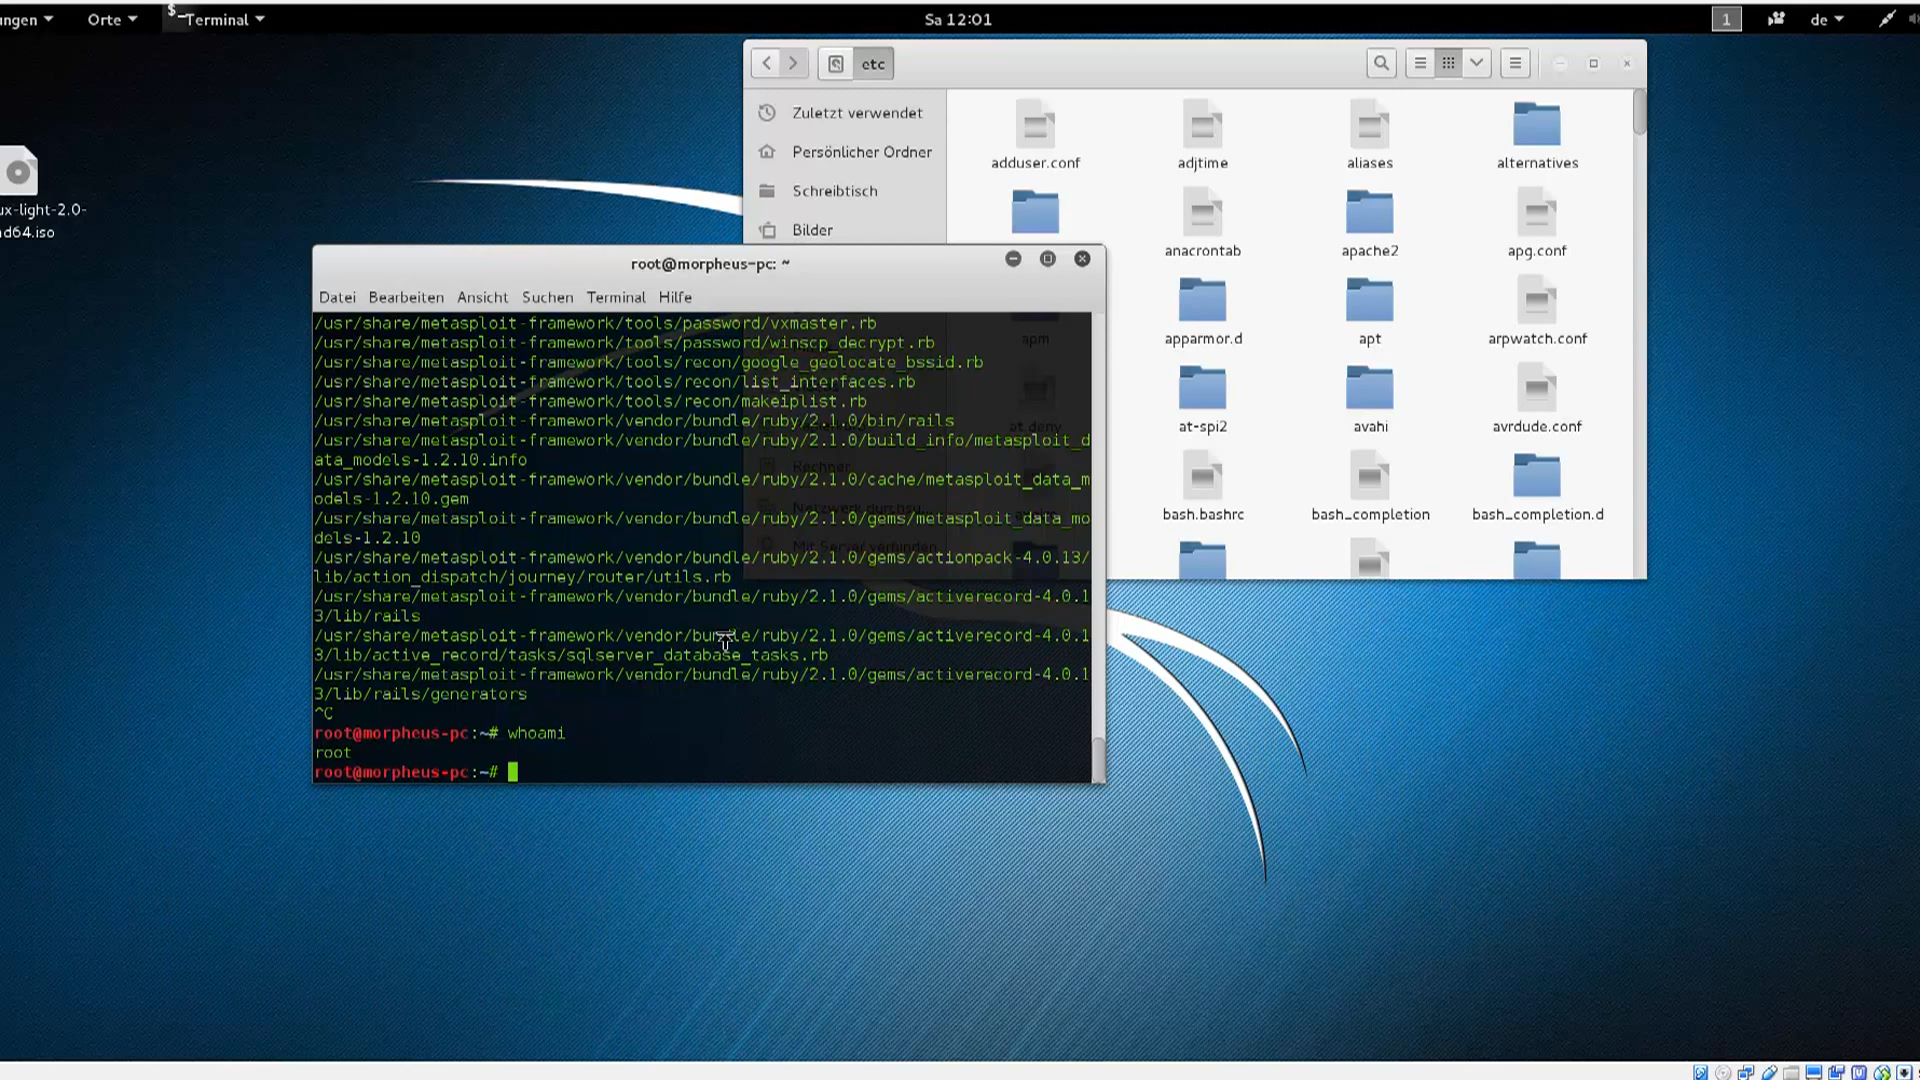 ungen
Orte
Terminal
Sa 12:01
1
de
etc
Zuletzt verwendet
Persönlicher Ordner
Schreibtisch
Bilder
adduser.conf
adjtime
aliases
alternatives
anacrontab
apache2
apg.conf
apm
apparmor.d
apt
arpwatch.conf
at.deny
at-spi2
avahi
avrdude.conf
bash.bashrc
bash_completion
bash_completion.d
Rechner
Mit Server verbinden
ux-light-2.0-
d64.iso
root@morpheus-pc: ~
Datei Bearbeiten Ansicht Suchen Terminal Hilfe
/usr/share/metasploit-framework/tools/password/vxmaster.rb
/usr/share/metasploit-framework/tools/password/winscp_decrypt.rb
/usr/share/metasploit-framework/tools/recon/google_geolocate_bssid.rb
/usr/share/metasploit-framework/tools/recon/list_interfaces.rb
/usr/share/metasploit-framework/tools/recon/makeiplist.rb
/usr/share/metasploit-framework/vendor/bundle/ruby/2.1.0/bin/rails
/usr/share/metasploit-framework/vendor/bundle/ruby/2.1.0/build_info/metasploit_d
ata_models-1.2.10.info
/usr/share/metasploit-framework/vendor/bundle/ruby/2.1.0/cache/metasploit_data_m
odels-1.2.10.gem
/usr/share/metasploit-framework/vendor/bundle/ruby/2.1.0/gems/metasploit_data_mo
dels-1.2.10
/usr/share/metasploit-framework/vendor/bundle/ruby/2.1.0/gems/actionpack-4.0.13/
lib/action_dispatch/journey/router/utils.rb
/usr/share/metasploit-framework/vendor/bundle/ruby/2.1.0/gems/activerecord-4.0.1
3/lib/rails
/usr/share/metasploit-framework/vendor/bundle/ruby/2.1.0/gems/activerecord-4.0.1
3/lib/active_record/tasks/sqlserver_database_tasks.rb
/usr/share/metasploit-framework/vendor/bundle/ruby/2.1.0/gems/activerecord-4.0.1
3/lib/rails/generators
^C
root@morpheus-pc:~# whoami
root
root@morpheus-pc:~#